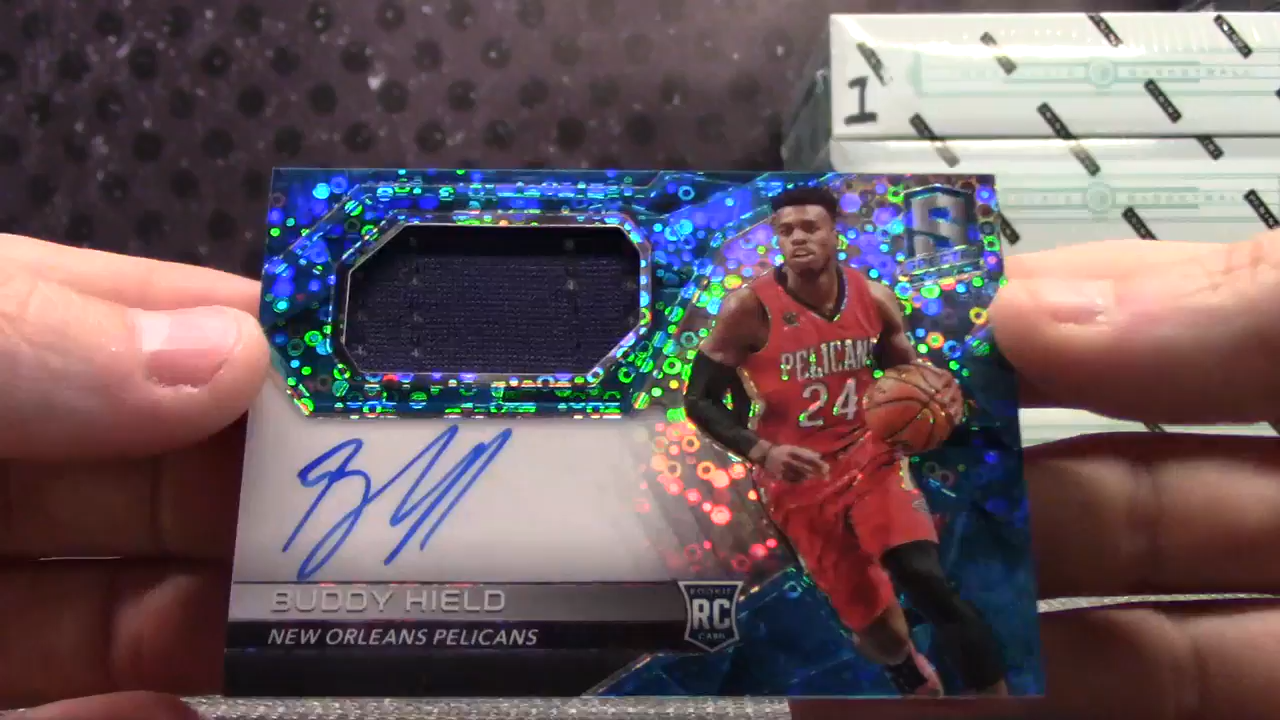 1
PELICANS
24
BUDDY HIELD
NEW ORLEANS PELICANS
ROOKIE
RC
CARD